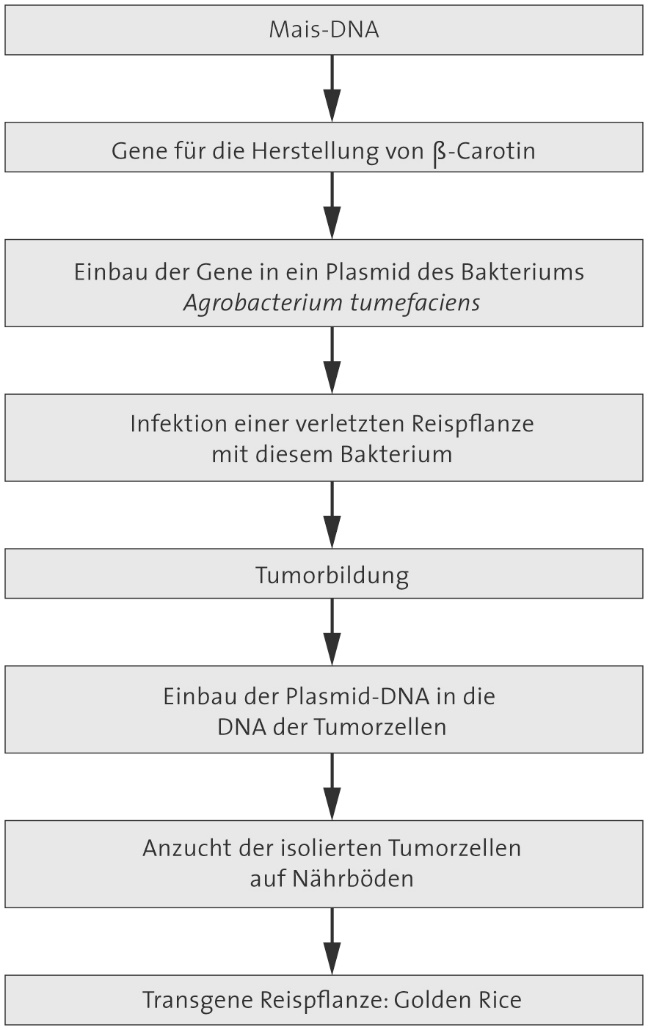 Mais-DNA
Gene für die Herstellung von ß-Carotin
Einbau der Gene in ein Plasmid des Bakteriums
Agrobacterium tumefaciens
Infektion einer verletzten Reispflanze
mit diesem Bakterium
Tumorbildung
Einbau der Plasmid-DNA in die
DNA der Tumorzellen
Anzucht der isolierten Tumorzellen
auf Nährböden
Transgene Reispflanze: Golden Rice